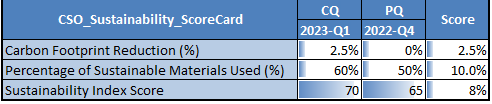 CSO_Sustainability_ScoreCard CQ PQ Score
2023-Q1 2022-Q4
Carbon Footprint Reduction (%) 2.5% 0% 2.5%
Percentage of Sustainable Materials Used (%) 60% 50% 10.0%
Sustainability Index Score 70 65 8%